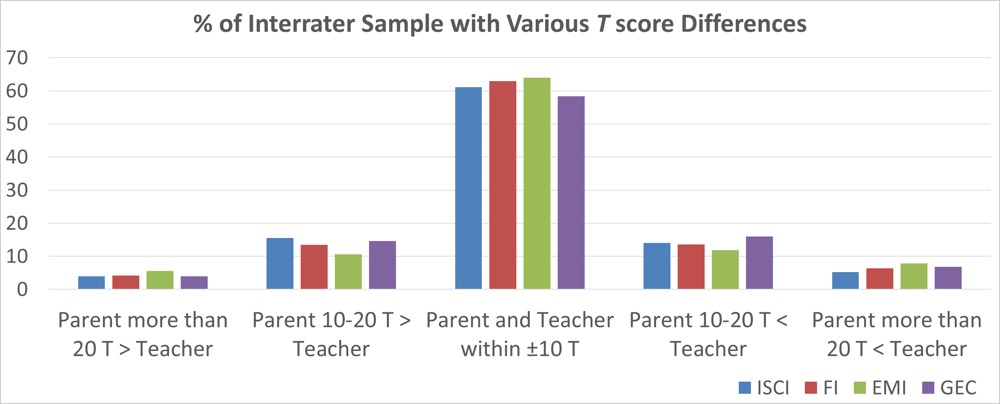 % of Interrater Sample with Various T score Differences
70
60
50
40
30
20
10
0
Parent more than
20 T > Teacher
Parent 10-20 T >
Teacher
Parent and Teacher
within ±10 T
Parent 10-20 T <
Teacher
Parent more than
20 T < Teacher
ISCI FI EMI GEC